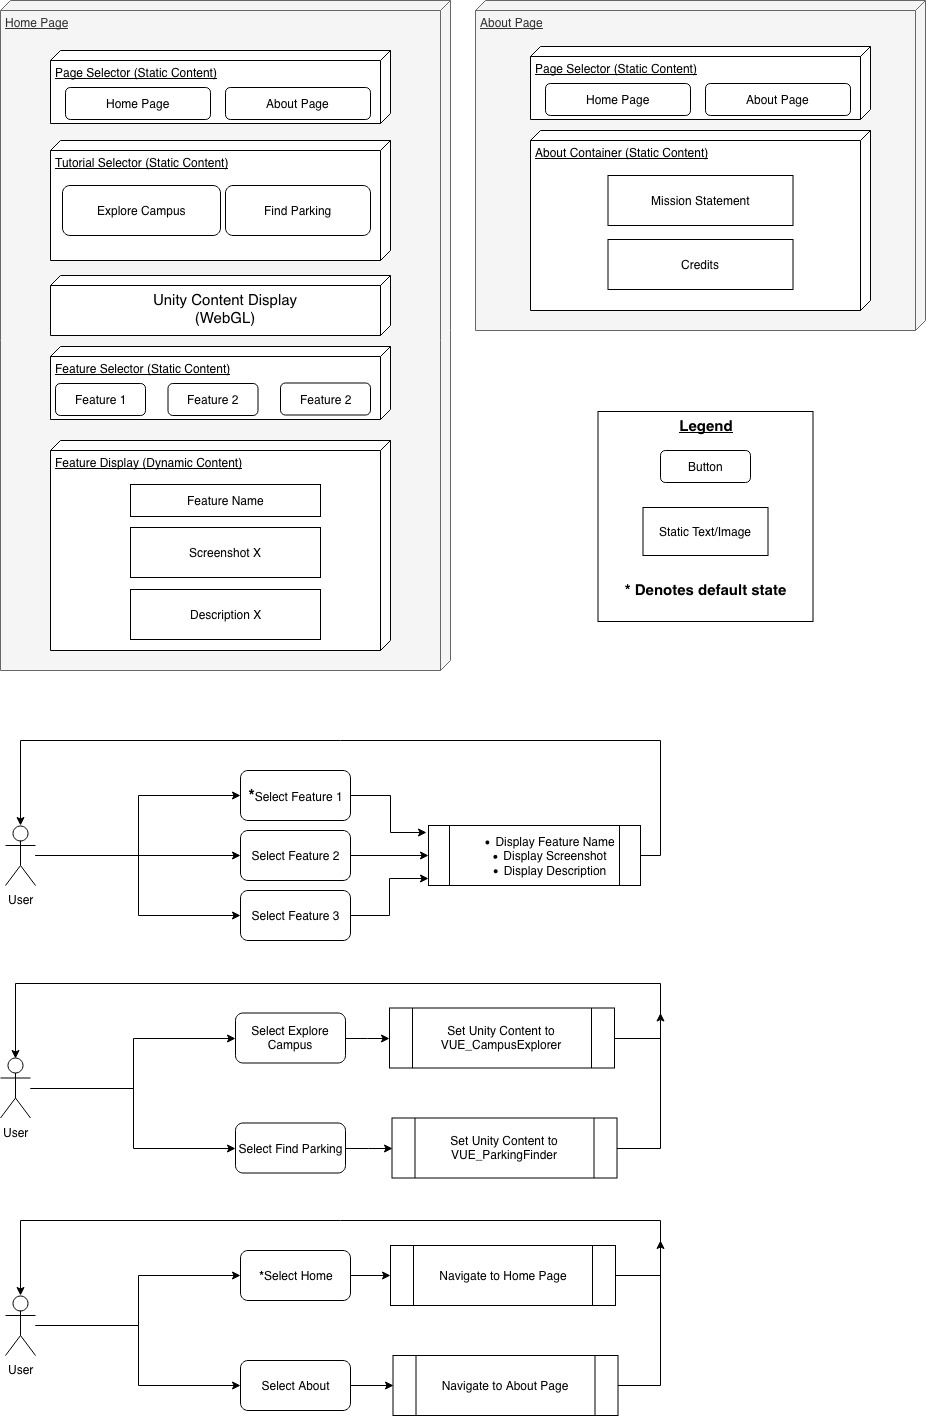 Home Page
Page Selector (Static Content)
Home Page
About Page
Tutorial Selector (Static Content)
Explore Campus
Find Parking
Unity Content Display
(WebGL)
Feature Selector (Static Content)
Feature 1
Feature 2
Feature 2
Feature Display (Dynamic Content)
Feature Name
Screenshot X
Description X
About Page
Page Selector (Static Content)
Home Page
About Page
About Container (Static Content)
Mission Statement
Credits
Legend
Button
Static Text/Image
* Denotes default state
User
*Select Feature 1
Select Feature 2
Select Feature 3
• Display Feature Name
• Display Screenshot
• Display Description
User
Select Explore
Campus
Set Unity Content to
VUE_CampusExplorer
Select Find Parking
Set Unity Content to
VUE_ParkingFinder
User
*Select Home
Navigate to Home Page
Select About
Navigate to About Page